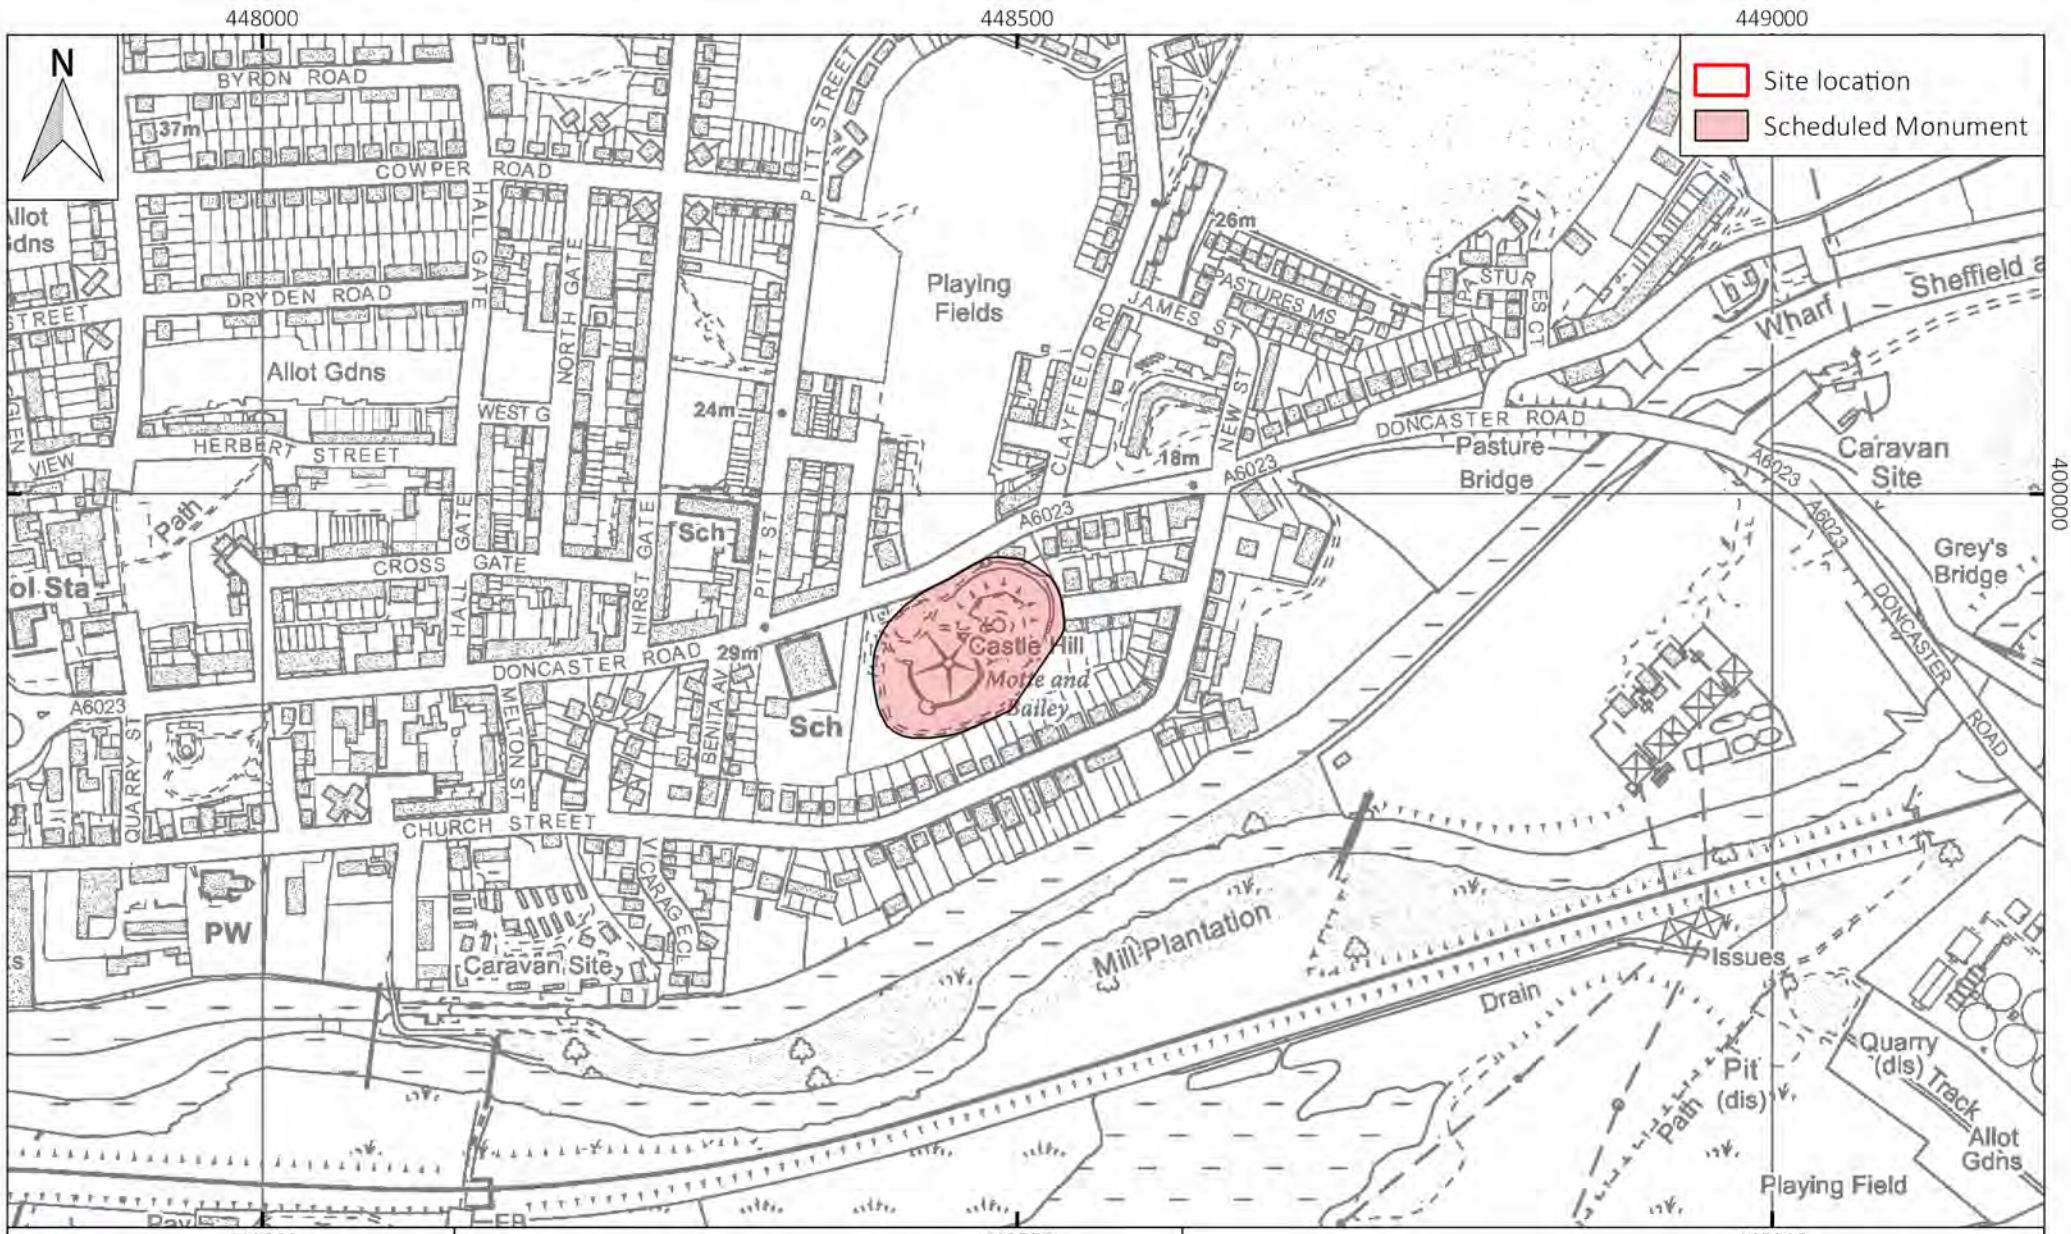 448000
448500
449000
N
Site location
Scheduled Monument
BYRON ROAD
37m
COWPER ROAD
PITT STREET
HALL GATE
Allot
Gdns
26m
Playing
Fields
PASTURES MS
PASTURES CT
JAMES ST
Sheffield a
Wharf
DRYDEN ROAD
STREET
NORTH GATE
CLAYFIELD RD
NEW ST
Allot Gdns
WEST G
24m
DONCASTER ROAD
Pasture
Bridge
HERBERT STREET
VIEW
18m
A6023
A6023
Caravan
Site
400000
Path
A6023
A6023
HALL GATE
HIRST GATE
Sch
PITT ST
CROSS GATE
Grey's
Bridge
ol Sta
DONCASTER ROAD
Castle Hill
Motte and
Bailey
DONCASTER ROAD
29m
A6023
QUARRY ST
MELTON ST
BENITA AV
Sch
CHURCH STREET
VICARAGE CL
PW
Caravan Site
Mill Plantation
Issues
Drain
Quarry
(dis)
Track
Pit
(dis)
Path
Allot
Gdns
Playing Field
Pav
FB